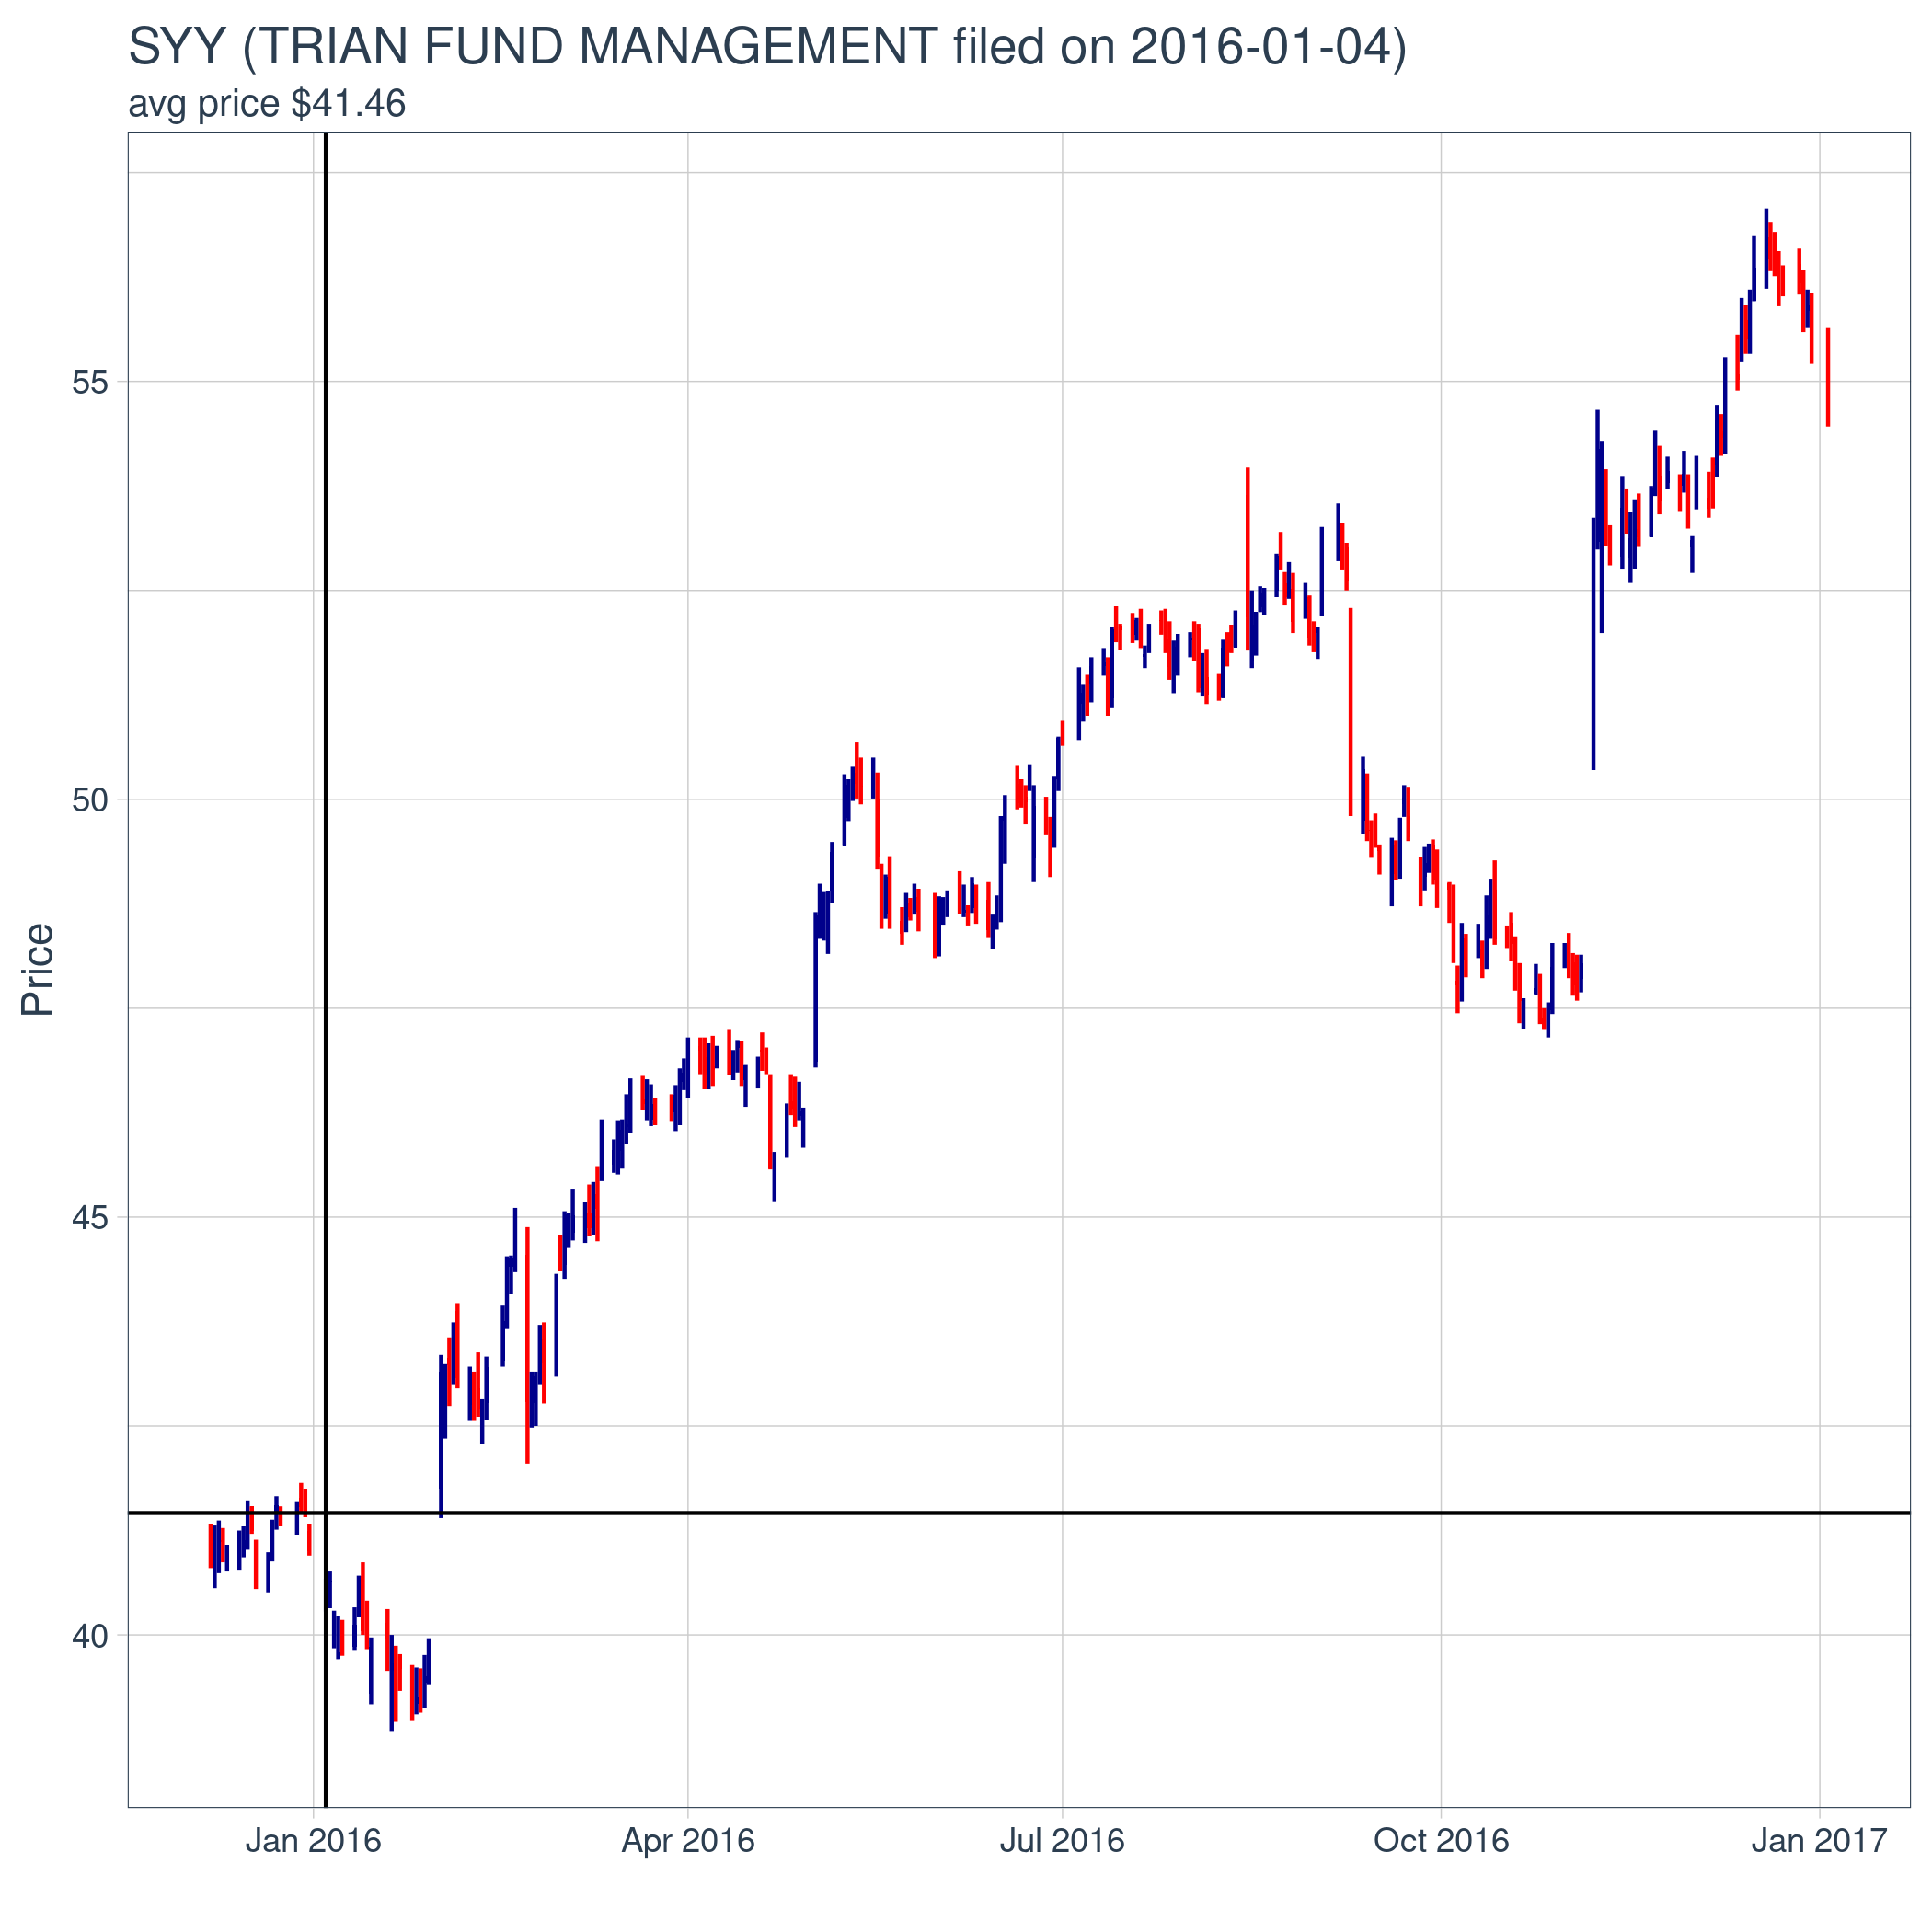 SYY (TRIAN FUND MANAGEMENT filed on 2016-01-04)
avg price $41.46
55
50
45
40
Price
Jan 2016
Apr 2016
Jul 2016
Oct 2016
Jan 2017